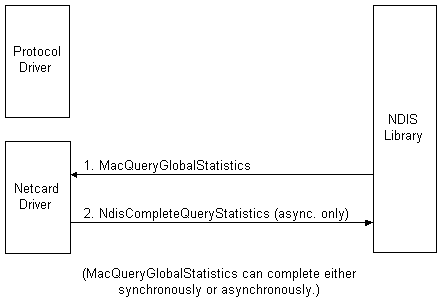 Protocol
Driver
NDIS
Library
1. MacQueryGlobalStatistics
Netcard
Driver
2. NdisCompleteQueryStatistics (async. only)
(MacQueryGlobalStatistics can complete either
synchronously or asynchronously.)